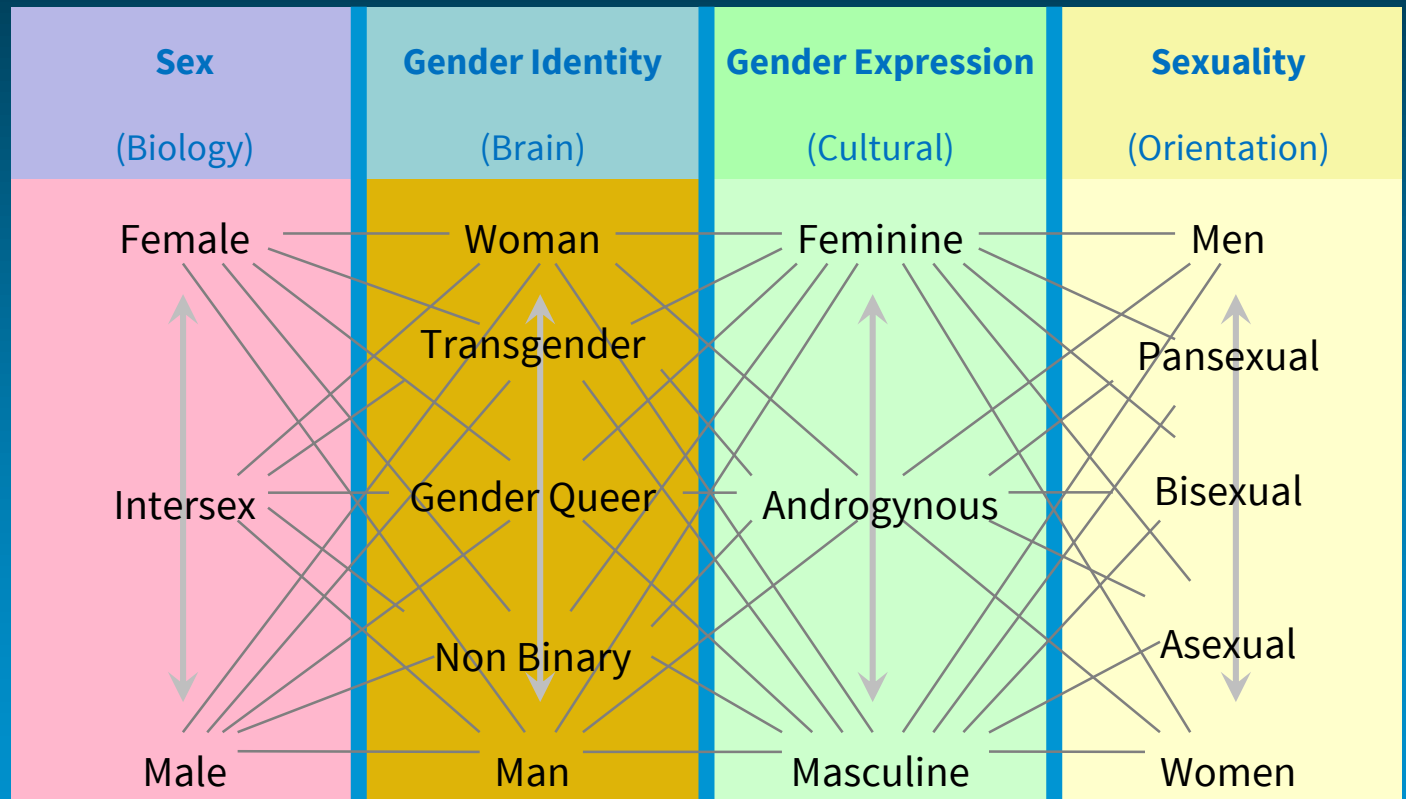 Sex
(Biology)
Gender Identity
(Brain)
Gender Expression
(Cultural)
Sexuality
(Orientation)
Female
Intersex
Male
Woman
Transgender
Gender Queer
Non Binary
Man
Feminine
Androgynous
Masculine
Men
Pansexual
Bisexual
Asexual
Women